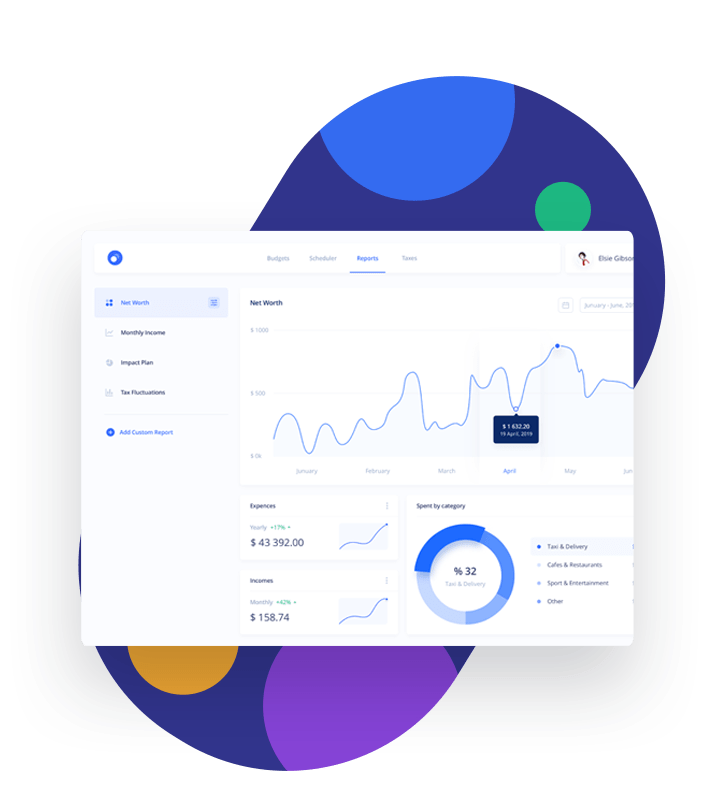 Budgets
Scheduler
Reports
Taxes
Elsie Gibson
Net Worth
Monthly Income
Impact Plan
Tax Fluctuations
Add Custom Report
Net Worth
Junuary - June, 201
$ 1000
$ 500
$ 0k
$ 1 632.20
19 April, 2019
Junuary
February
March
April
May
Jun
Expences
Yearly +17%
$ 43 392.00
Incomes
Monthly +42%
$ 158,74
Spent by category
% 32
Taxi & Delivery
Taxi & Delivery
Cafes & Restaurants
Sport & Entertainment
Other